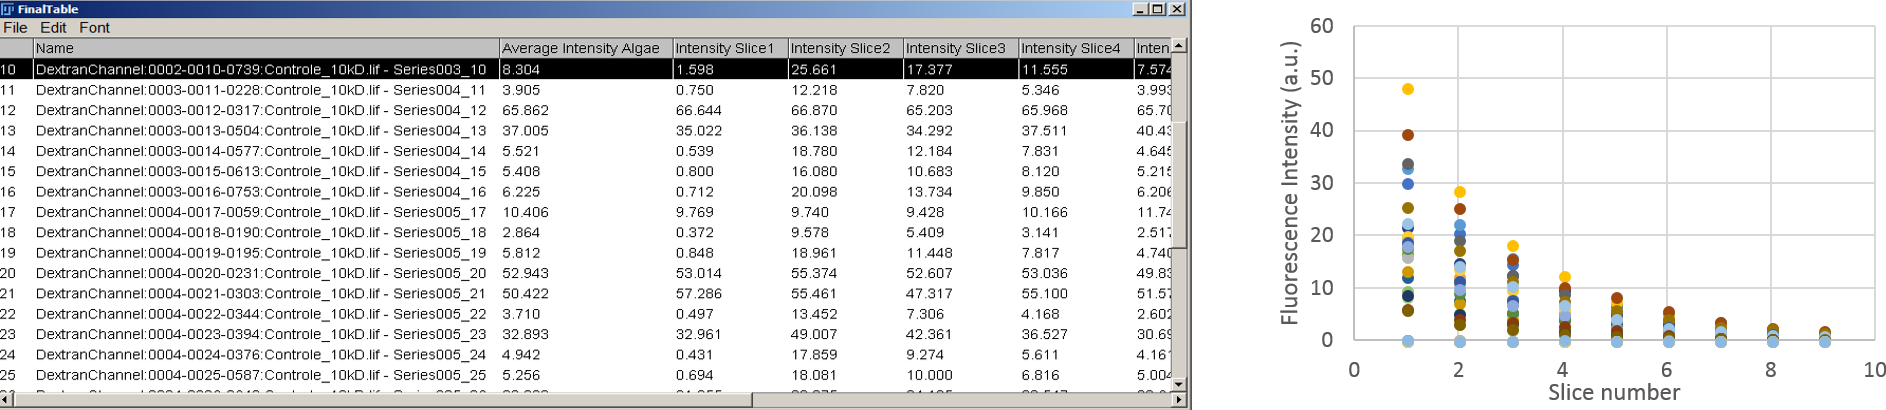 FinalTable
File Edit Font
Name Average Intensity Algae Intensity Slice1 Intensity Slice2 Intensity Slice3 Intensity Slice4 Inten
10 DextranChannel:0002-0010-0739:Controle_10kD.lif - Series003_10 8.304 1.598 25.661 17.377 11.555 7.574
11 DextranChannel:0003-0011-0228:Controle_10kD.lif - Series004_11 3.905 0.750 12.218 7.820 5.346 3.993
12 DextranChannel:0003-0012-0317:Controle_10kD.lif - Series004_12 65.862 66.644 66.870 65.203 65.968 65.70
13 DextranChannel:0003-0013-0504:Controle_10kD.lif - Series004_13 37.005 35.022 36.138 34.292 37.511 40.43
14 DextranChannel:0003-0014-0577:Controle_10kD.lif - Series004_14 5.521 0.539 18.780 12.184 7.831 4.645
15 DextranChannel:0003-0015-0613:Controle_10kD.lif - Series004_15 5.408 0.800 16.080 10.683 8.120 5.215
16 DextranChannel:0003-0016-0753:Controle_10kD.lif - Series004_16 6.225 0.712 20.098 13.734 9.850 6.206
17 DextranChannel:0004-0017-0059:Controle_10kD.lif - Series005_17 10.406 9.769 9.740 9.428 10.166 11.74
18 DextranChannel:0004-0018-0190:Controle_10kD.lif - Series005_18 2.864 0.372 9.578 5.409 3.141 2.517
19 DextranChannel:0004-0019-0195:Controle_10kD.lif - Series005_19 5.812 0.848 18.961 11.448 7.817 4.740
20 DextranChannel:0004-0020-0231:Controle_10kD.lif - Series005_20 52.943 53.014 55.374 52.607 53.036 49.83
21 DextranChannel:0004-0021-0303:Controle_10kD.lif - Series005_21 50.422 57.286 55.461 47.317 55.100 51.57
22 DextranChannel:0004-0022-0344:Controle_10kD.lif - Series005_22 3.710 0.497 13.452 7.306 4.168 2.602
23 DextranChannel:0004-0023-0394:Controle_10kD.lif - Series005_23 32.893 32.961 49.007 42.361 36.527 30.69
24 DextranChannel:0004-0024-0376:Controle_10kD.lif - Series005_24 4.942 0.431 17.859 9.274 5.611 4.161
25 DextranChannel:0004-0025-0587:Controle_10kD.lif - Series005_25 5.256 0.694 18.081 10.000 6.816 5.004
Fluorescence Intensity (a.u.)
60
50
40
30
20
10
0
0 2 4 6 8 10
Slice number